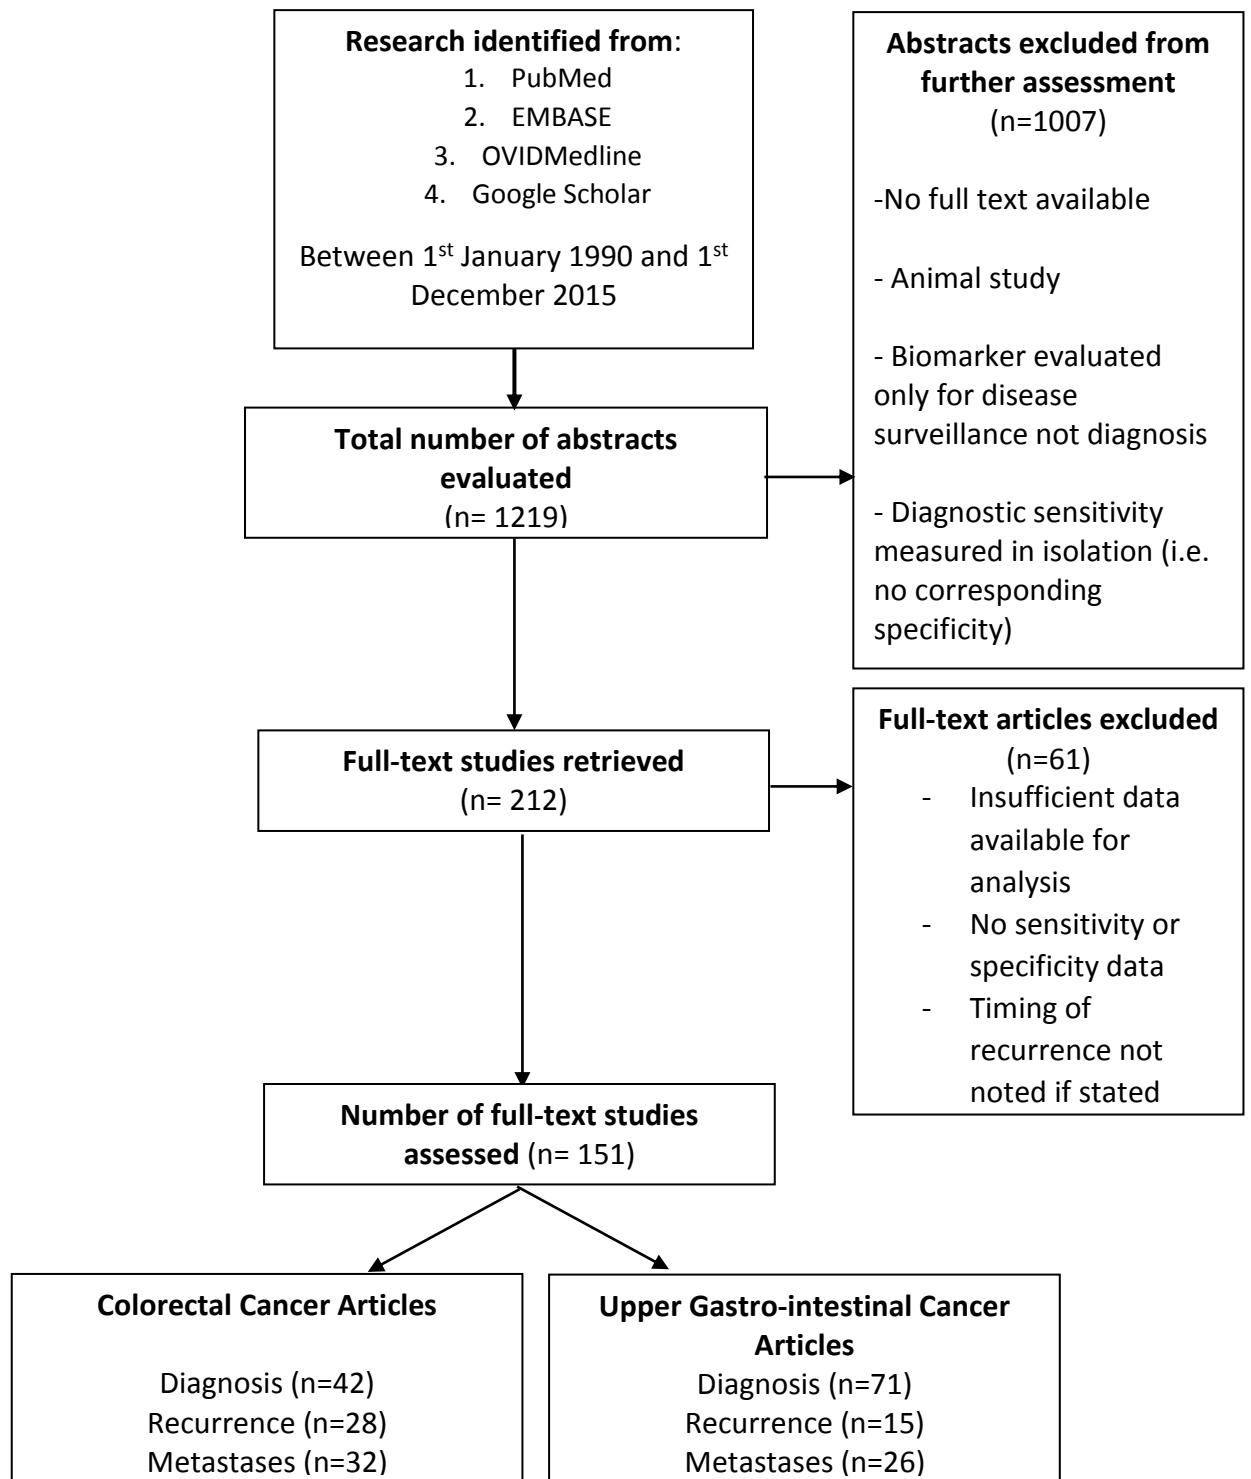 Research identified from:
1. PubMed
2. EMBASE
3. OVIDMedline
4. Google Scholar
Between 1st January 1990 and 1st
December 2015
Abstracts excluded from
further assessment
(n=1007)
-No full text available
- Animal study
- Biomarker evaluated
only for disease
surveillance not diagnosis
- Diagnostic sensitivity
measured in isolation (i.e.
no corresponding
specificity)
Total number of abstracts
evaluated
(n= 1219)
Full-text studies retrieved
(n= 212)
Full-text articles excluded
(n=61)
- Insufficient data
available for
analysis
- No sensitivity or
specificity data
- Timing of
recurrence not
noted if stated
Number of full-text studies
assessed (n= 151)
Colorectal Cancer Articles
Diagnosis (n=42)
Recurrence (n=28)
Metastases (n=32)
Upper Gastro-intestinal Cancer
Articles
Diagnosis (n=71)
Recurrence (n=15)
Metastases (n=26)